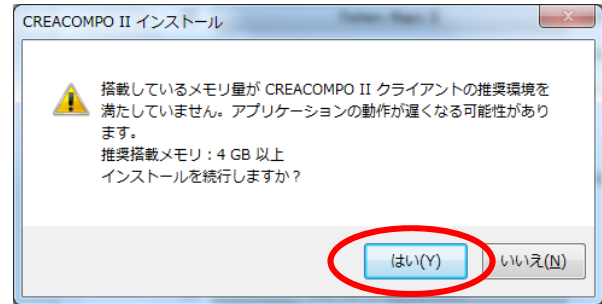 CREACOMPO II インストール
搭載しているメモリ量が CREACOMPO II クライアントの推奨環境を
満たしていません。アプリケーションの動作が遅くなる可能性があり
ます。
推奨搭載メモリ：4 GB 以上
インストールを続行しますか？
はい(Y) いいえ(N)